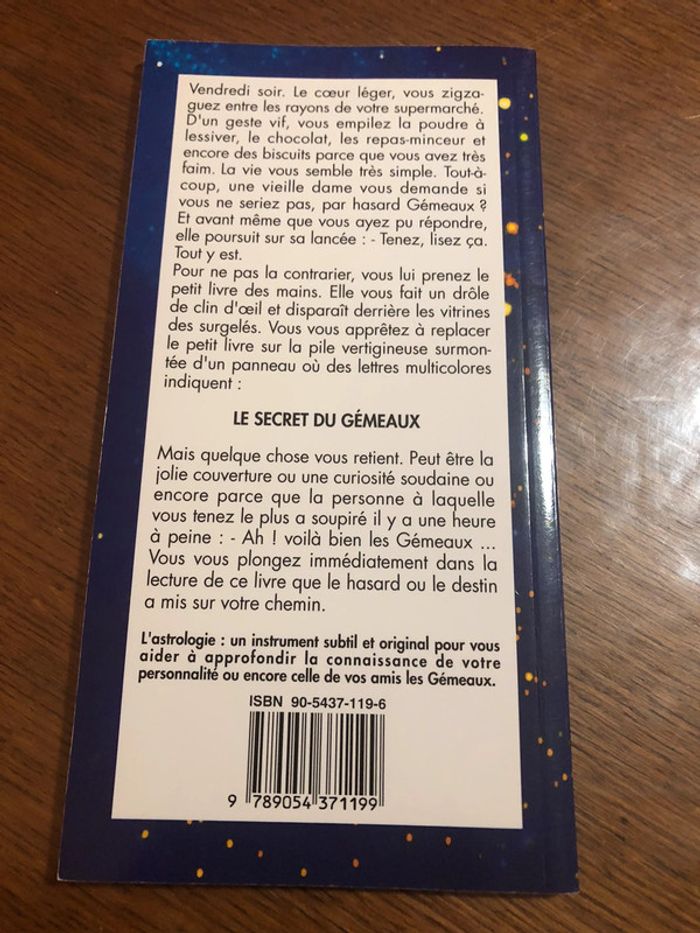 Vendredi soir. Le cœur léger, vous zigza-
guez entre les rayons de votre supermarché.
D'un geste vif, vous empilez la poudre à
lessiver, le chocolat, les repas-minceur et
encore des biscuits parce que vous avez très
faim. La vie vous semble très simple. Tout-à-
coup, une vieille dame vous demande si
vous ne seriez pas, par hasard Gémeaux ?
Et avant même que vous ayez pu répondre,
elle poursuit sur sa lancée : - Tenez, lisez ça.
Tout y est.
Pour ne pas la contrarier, vous lui prenez le
petit livre des mains. Elle vous fait un drôle
de clin d'œil et disparaît derrière les vitrines
des surgelés. Vous vous apprêtez à replacer
le petit livre sur la pile vertigineuse surmon-
tée d'un panneau où des lettres multicolores
indiquent :
LE SECRET DU GÉMEAUX
Mais quelque chose vous retient. Peut être la
jolie couverture ou une curiosité soudaine ou
encore parce que la personne à laquelle
vous tenez le plus a soupiré il y a une heure
à peine : - Ah ! voilà bien les Gémeaux ...
Vous vous plongez immédiatement dans la
lecture de ce livre que le hasard ou le destin
a mis sur votre chemin.
L'astrologie : un instrument subtil et original pour vous
aider à approfondir la connaissance de votre
personnalité ou encore celle de vos amis les Gémeaux.
ISBN 90-5437-119-6
9 789054 371199